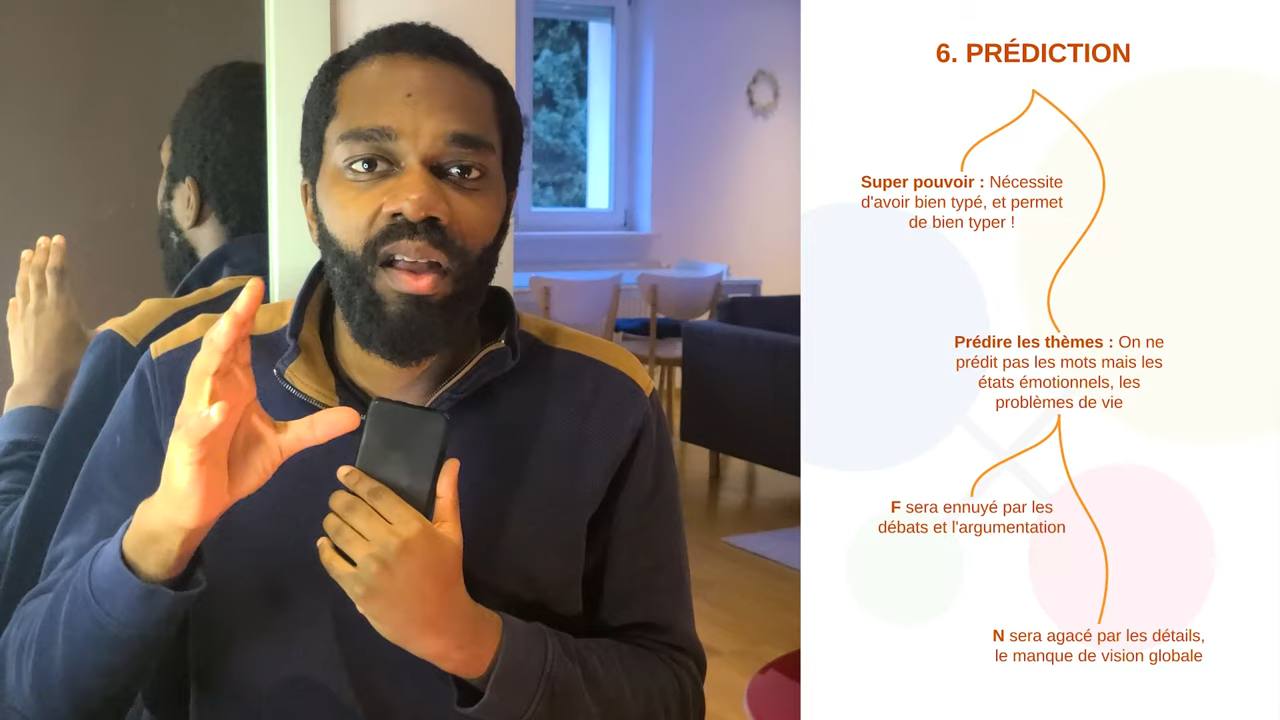 6. PRÉDICTION
Super pouvoir : Nécessite
d'avoir bien typé, et permet
de bien typer !
Prédire les thèmes : On ne
prédit pas les mots mais les
états émotionnels, les
problèmes de vie
F sera ennuyé par les
débats et l'argumentation
N sera agacé par les détails,
le manque de vision globale